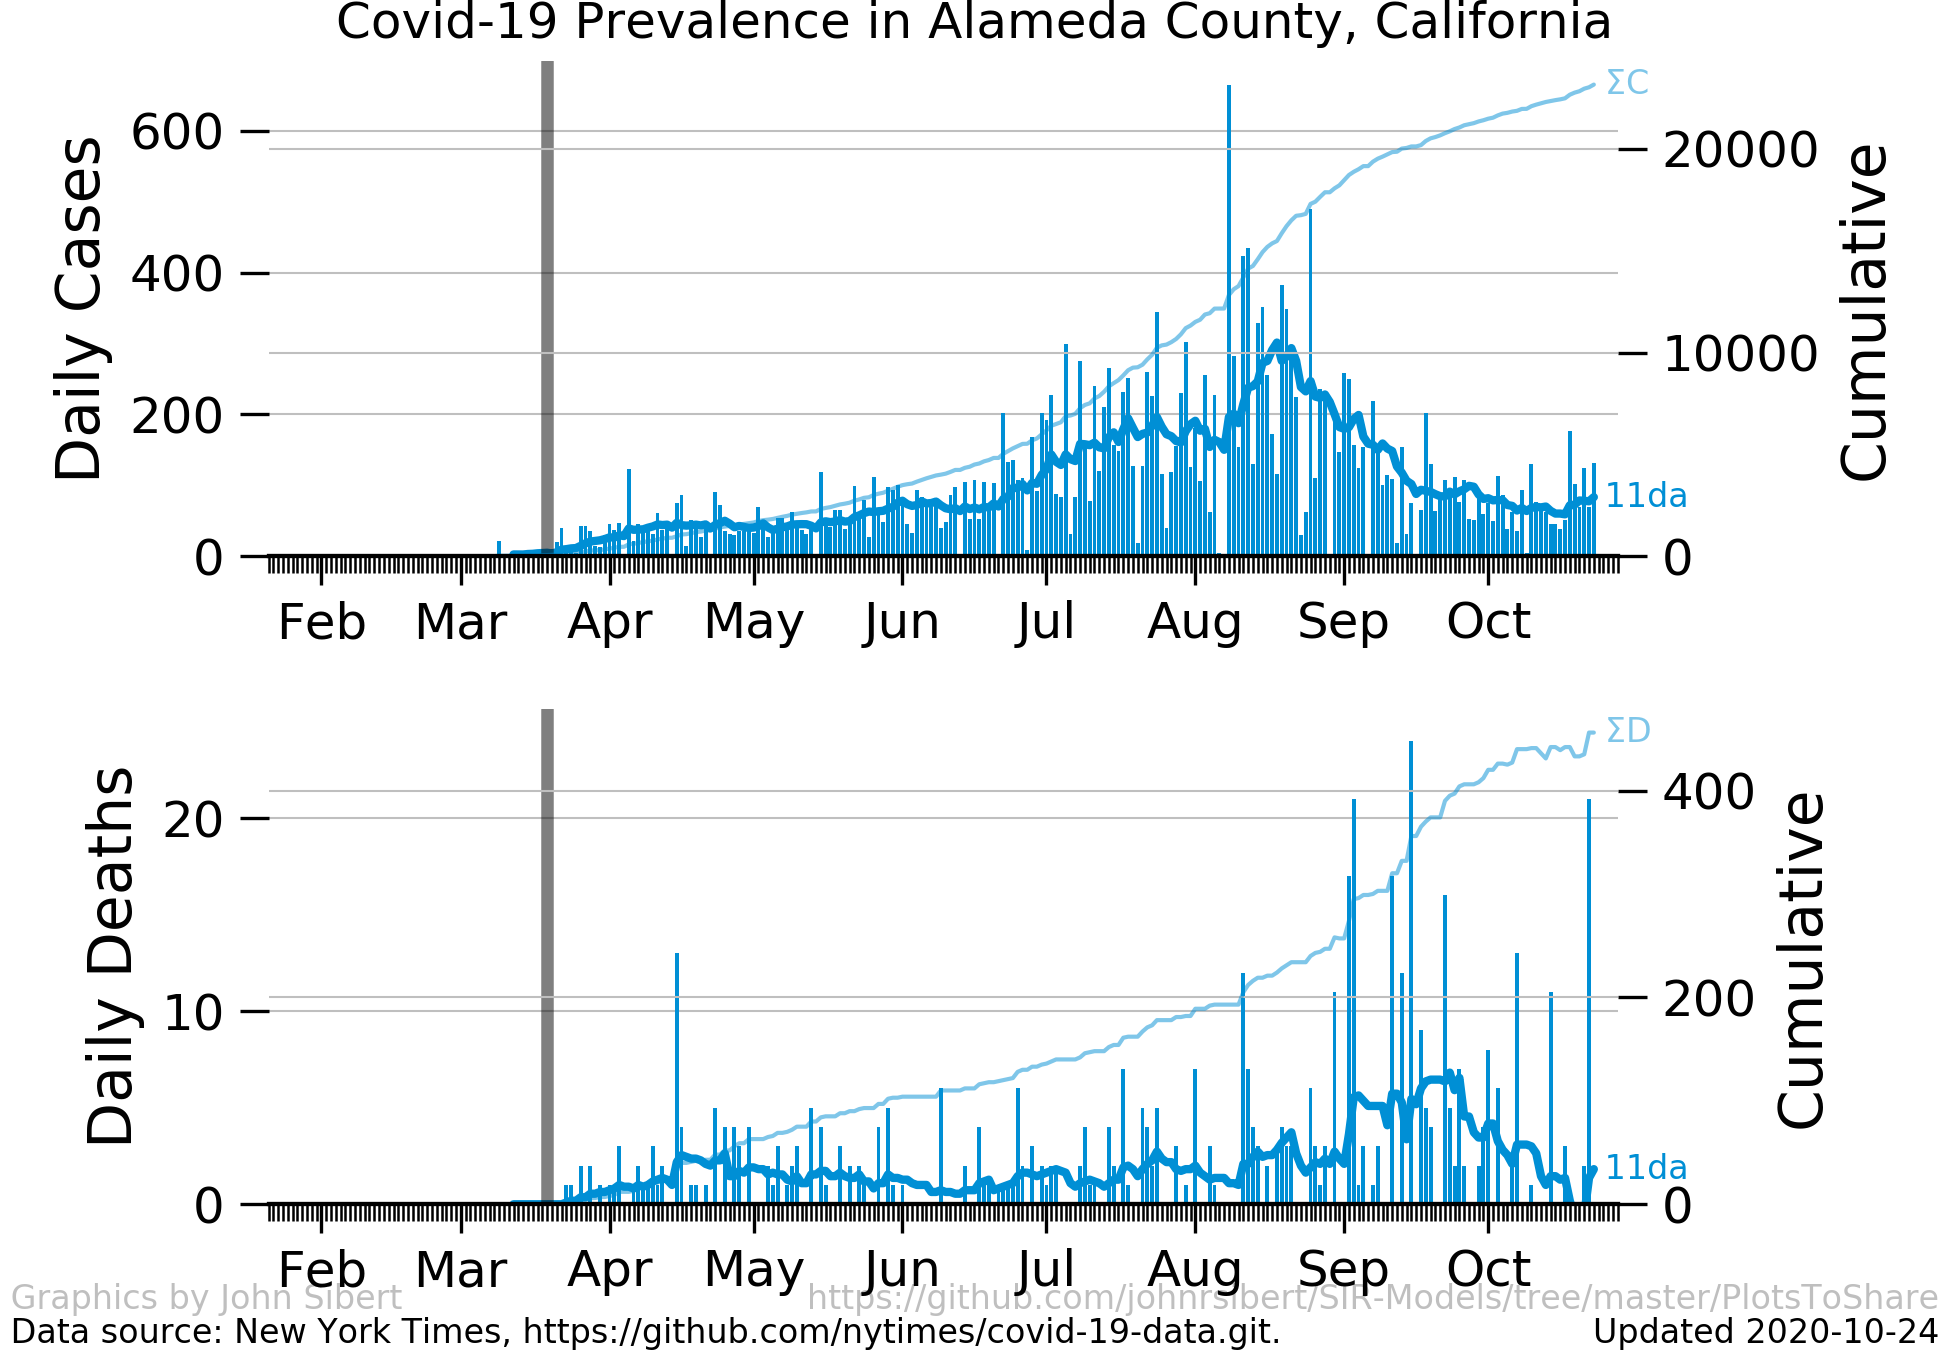 Covid-19 Prevalence in Alameda County, California
ΣC
600
20000
400
10000
200
11da
0
0
Daily Cases
Cumulative
Feb Mar Apr May Jun Jul Aug Sep Oct
ΣD
400
20
200
10
11da
0
0
Daily Deaths
Cumulative
Feb Mar Apr May Jun Jul Aug Sep Oct
Graphics by John Sibert https://github.com/johnrsibert/SIR-Models/tree/master/PlotsToShare
Data source: New York Times, https://github.com/nytimes/covid-19-data.git. Updated 2020-10-24